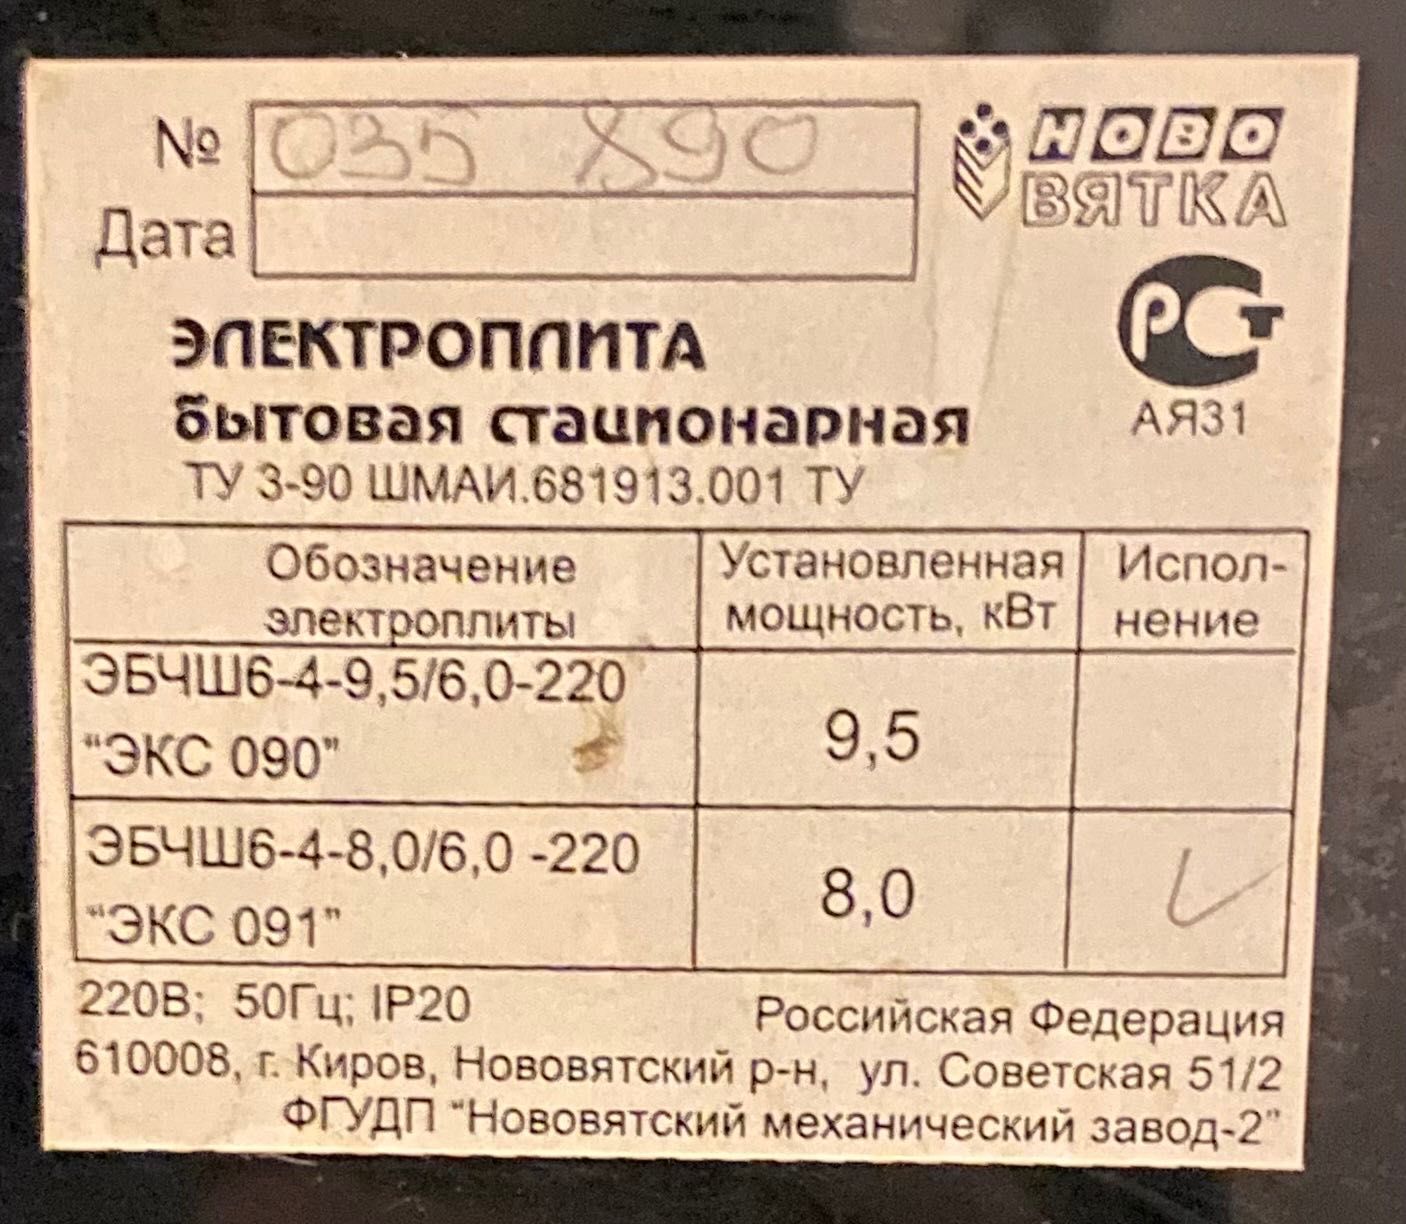 № 035 890
НОВО
ВЯТКА
Дата
РСТ
АЯ31
ЭЛЕКТРОПЛИТА
бытовая стационарная
ТУ 3-90 ШМАИ.681913.001 ТУ
Обозначение электроплиты
Установленная мощность, кВт
Испол-
нение
ЭБЧШ6-4-9,5/6,0-220
"ЭКС 090"
9,5
ЭБЧШ6-4-8,0/6,0 -220
"ЭКС 091"
8,0
220В; 50Гц; IP20
Российская Федерация
610008, г. Киров, Нововятский р-н, ул. Советская 51/2
ФГУДП "Нововятский механический завод-2"